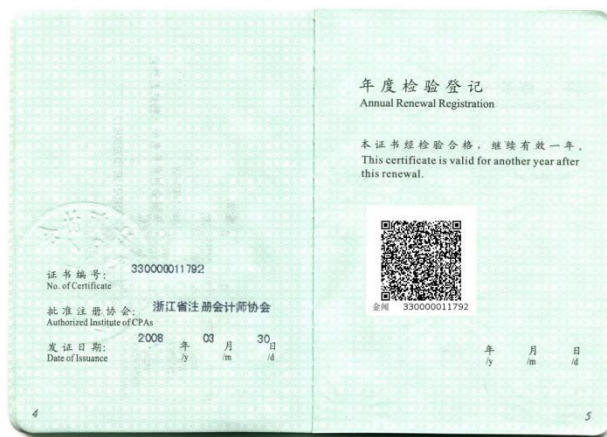 证书编号: 330000011792
No. of Certificate
批准注册协会: 浙江省注册会计师协会
Authorized Institute of CPAs
发证日期: 2008 年 03 月 30日
Date of Issuance /y /m /d
4
年度检验登记
Annual Renewal Registration
本证书经检验合格，继续有效一年。
This certificate is valid for another year after
this renewal.
330000011792
年 月 日
/y /m /d
5